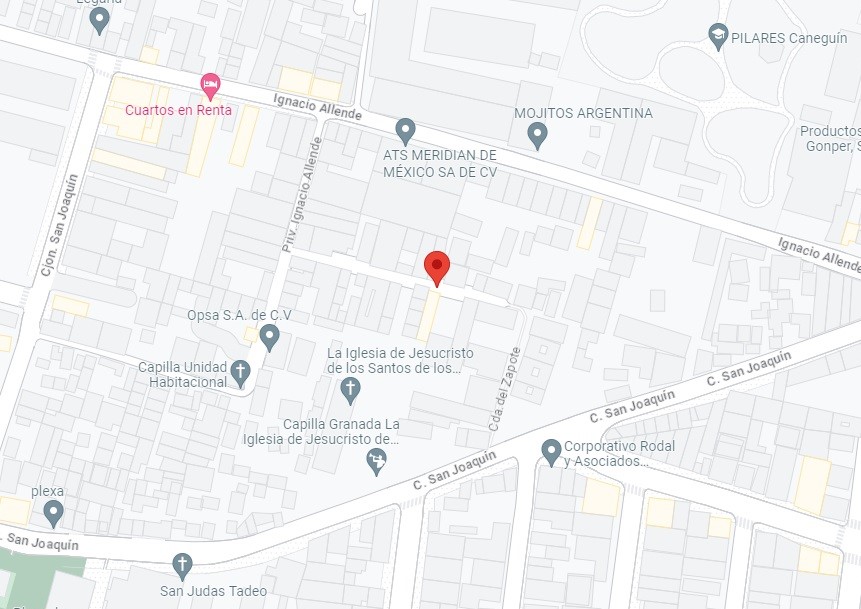 Legaria
PILARES Caneguín
Cuartos en Renta
Ignacio Allende
MOJITOS ARGENTINA
ATS MERIDIAN DE
MÉXICO SA DE CV
Productos
Gonper, S
Priv. Ignacio Allende
Cjon. San Joaquín
Ignacio Allende
Opsa S.A. de C.V
La Iglesia de Jesucristo
de los Santos de los...
Capilla Unidad
Habitacional
Cda. del Zapote
C. San Joaquín
C. San Joaquín
Capilla Granada La
Iglesia de Jesucristo de...
Corporativo Rodal
y Asociados...
C. San Joaquín
plexa
. San Joaquín
San Judas Tadeo